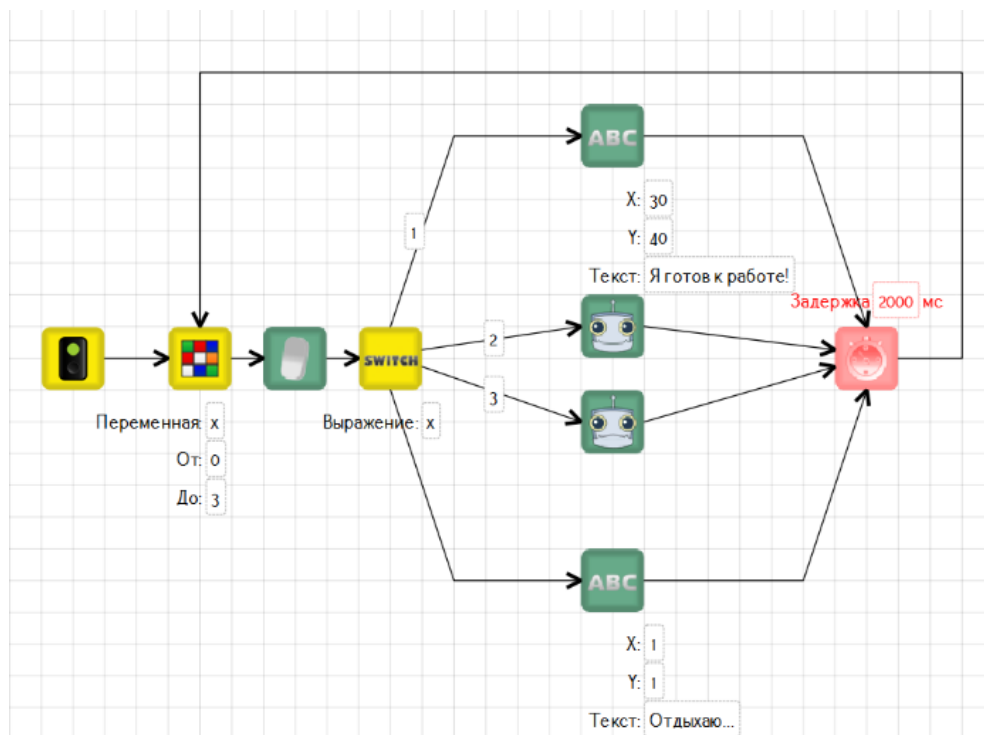 ABC
X: 30
Y: 40
1
Текст: Я готов к работе!
Задержка 2000 мс
2
SWITCH
3
Переменная: x
Выражение: x
От: 0
До: 3
ABC
X: 1
Y: 1
Текст: Отдыхаю...